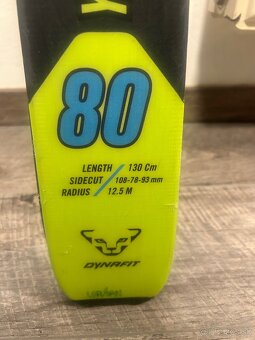 80
LENGTH / 130 Cm
SIDECUT / 108-78-93 mm
RADIUS / 12.5 M
DYNAFIT